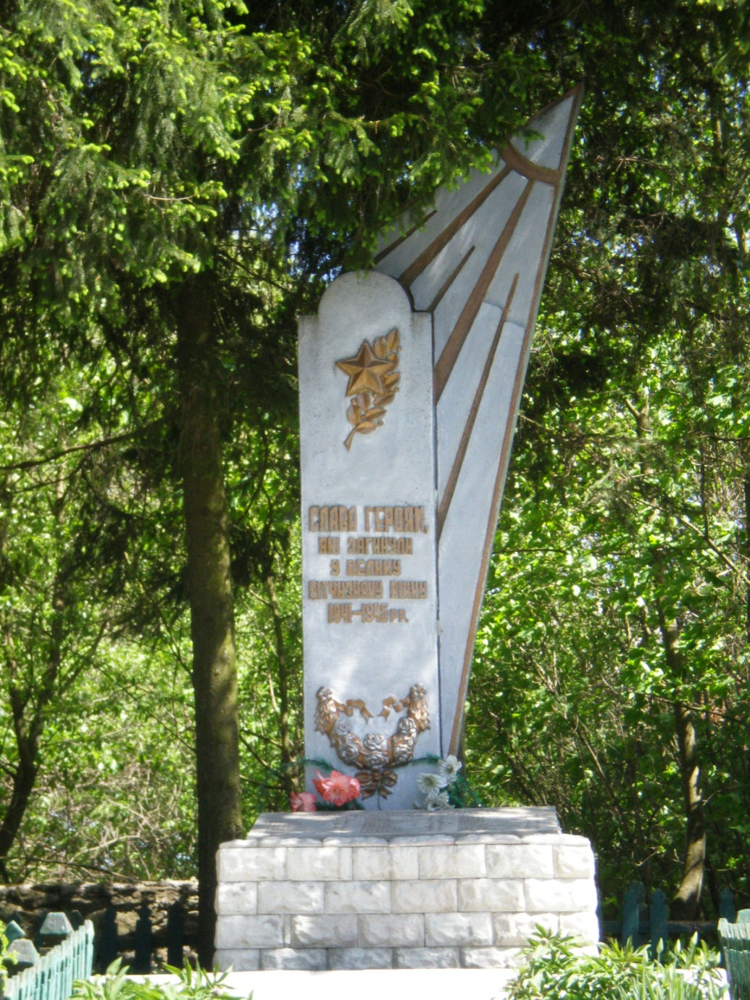 СЛАВА ГЕРОЯМ,
ЯКІ ЗАГИНУЛИ
У ВЕЛИКУ
ВІТЧИЗНЯНУ ВІЙНУ
1941–1945 РР.